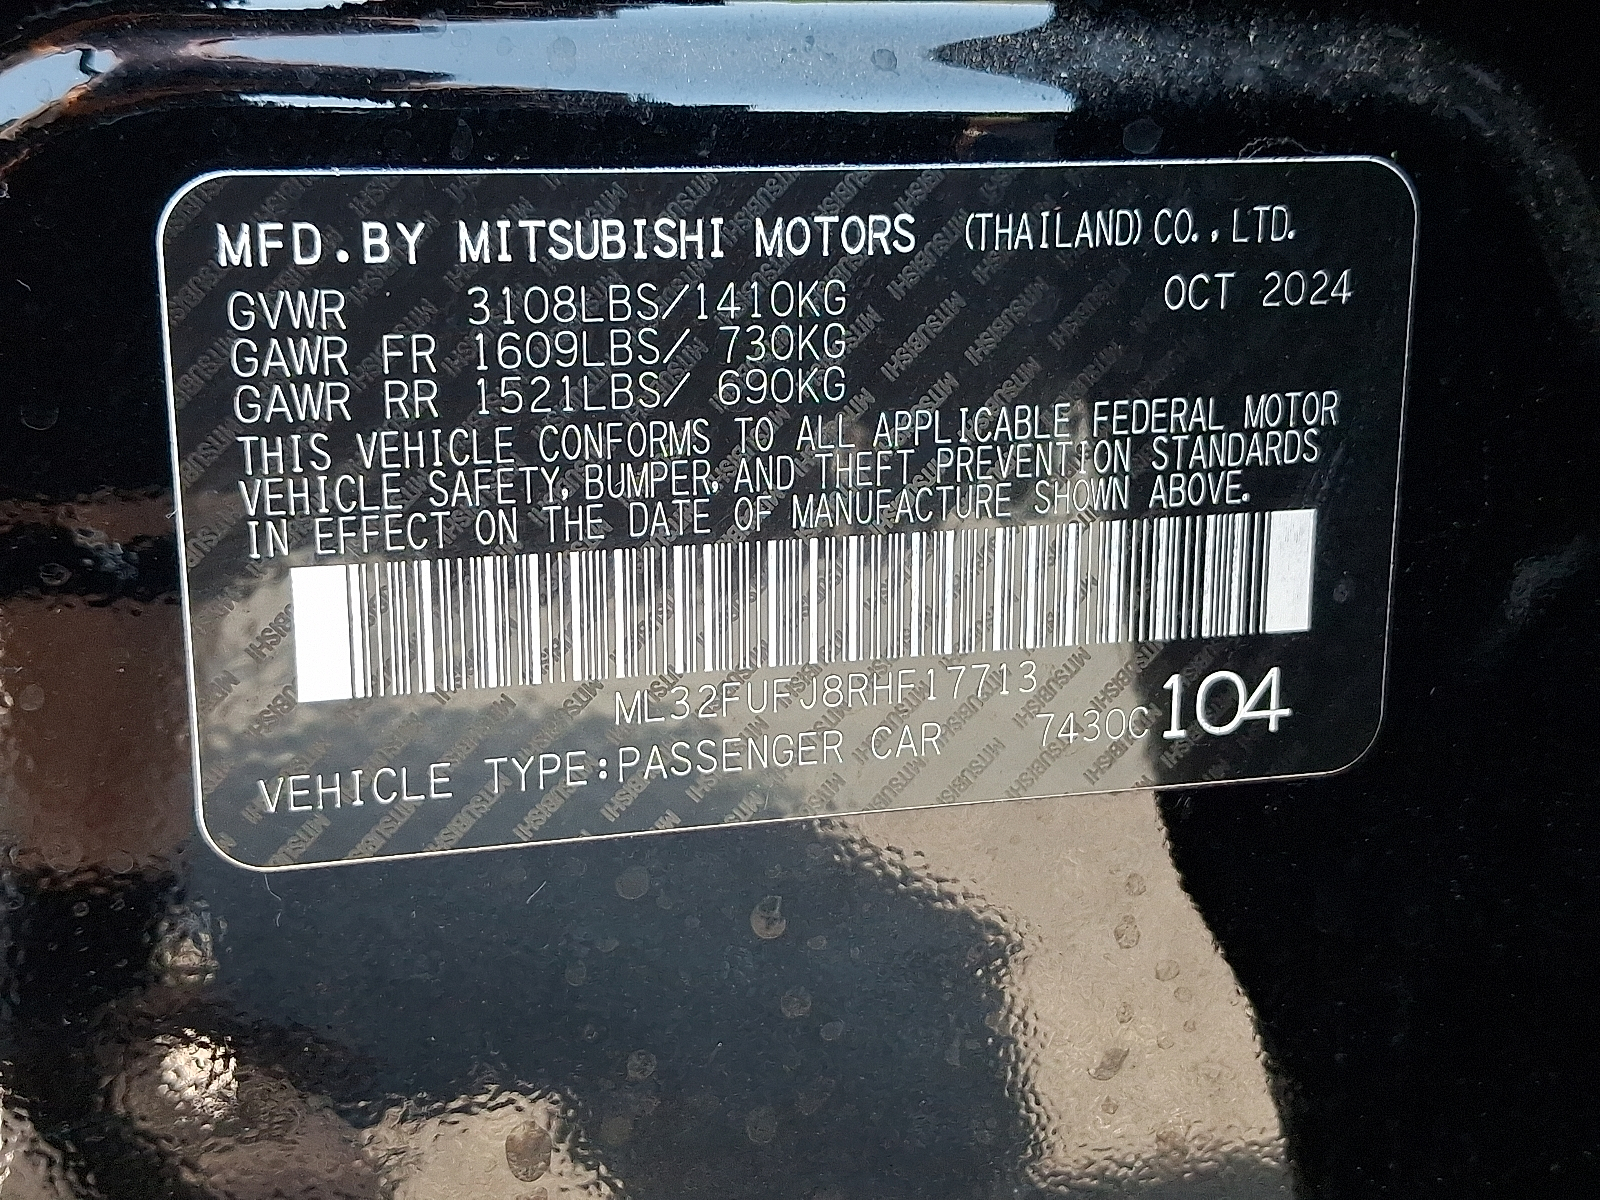 MFD.BY MITSUBISHI MOTORS (THAILAND) CO., LTD.
GVWR 3108LBS/1410KG OCT 2024
GAWR FR 1609LBS/ 730KG
GAWR RR 1521LBS/ 690KG
THIS VEHICLE CONFORMS TO ALL APPLICABLE FEDERAL MOTOR
VEHICLE SAFETY, BUMPER, AND THEFT PREVENTION STANDARDS
IN EFFECT ON THE DATE OF MANUFACTURE SHOWN ABOVE.
ML32FUFJ8RHF17713
VEHICLE TYPE:PASSENGER CAR 7430C 104